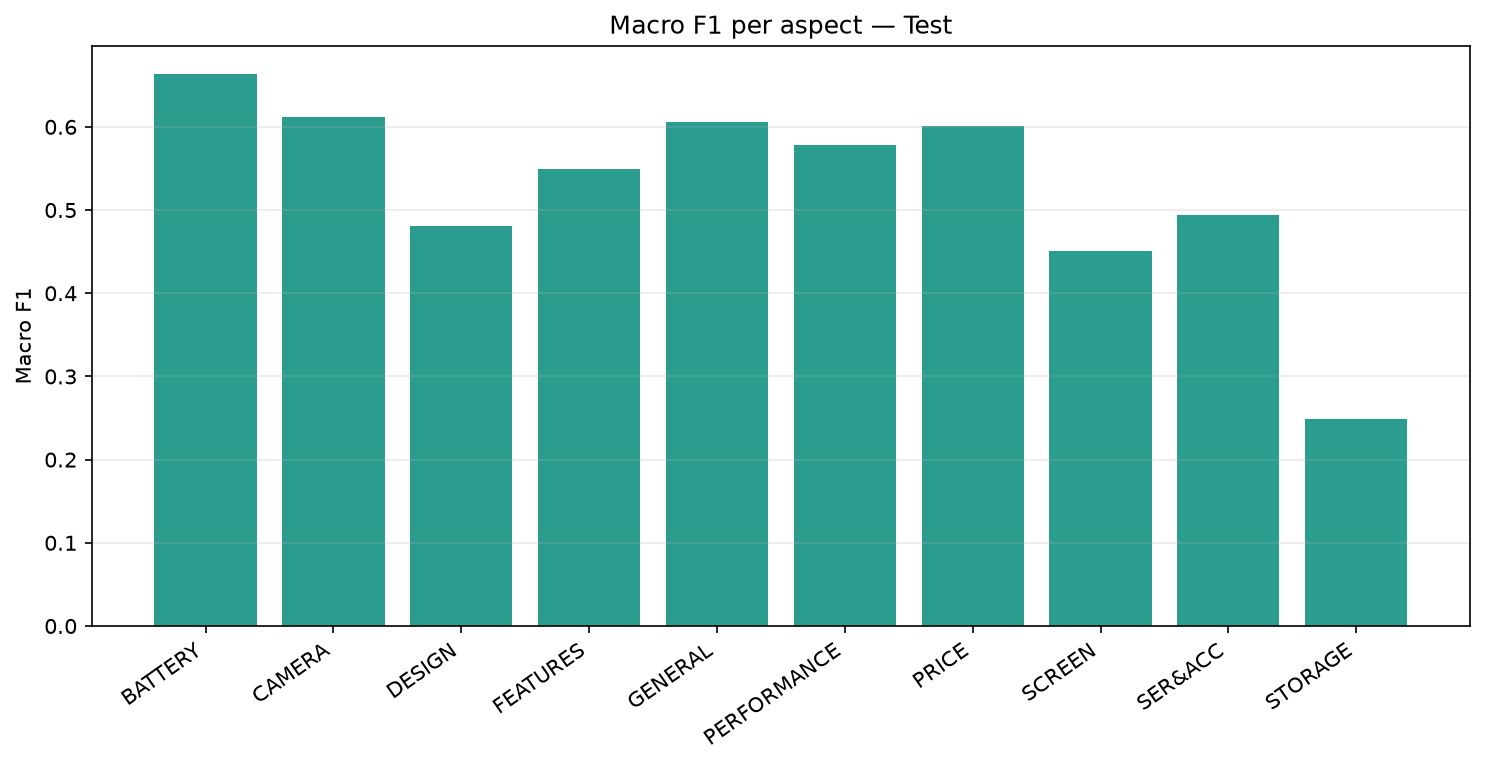 Macro F1 per aspect — Test
Macro F1
0.6
0.5
0.4
0.3
0.2
0.1
0.0
BATTERY
CAMERA
DESIGN
FEATURES
GENERAL
PERFORMANCE
PRICE
SCREEN
SER&ACC
STORAGE